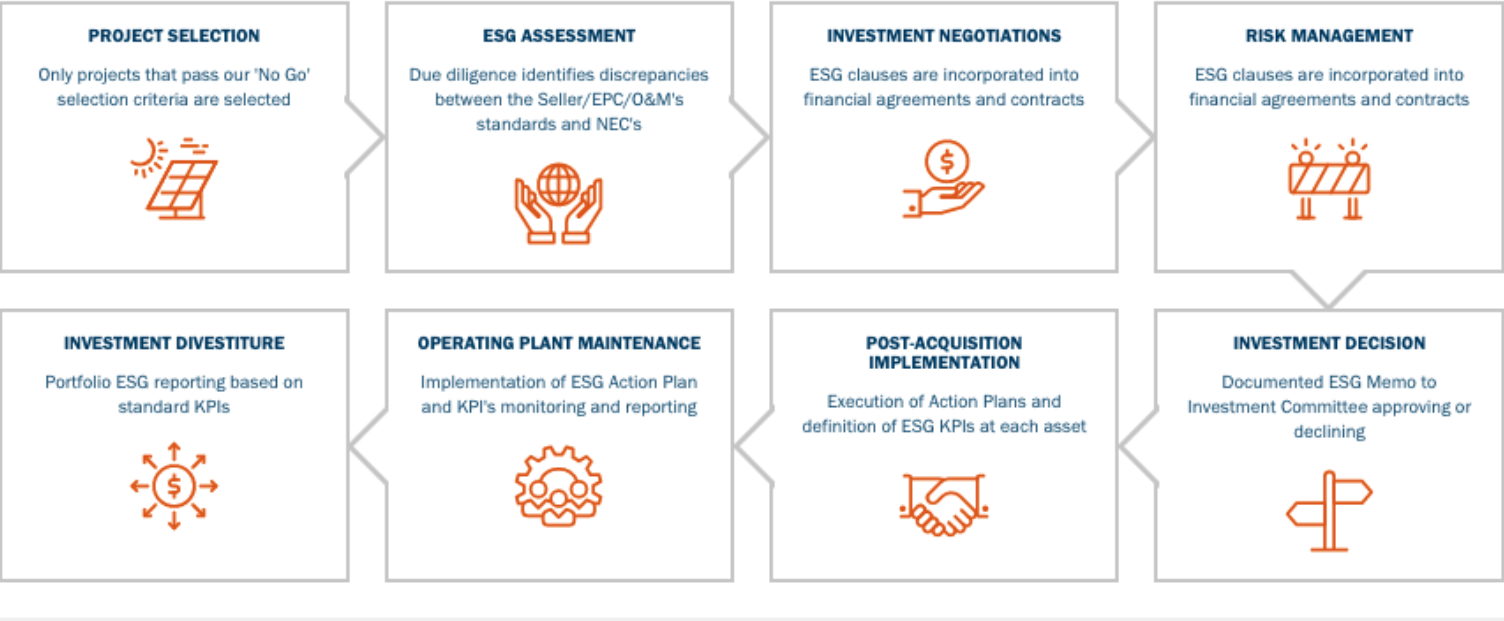 PROJECT SELECTION
Only projects that pass our 'No Go'
selection criteria are selected
ESG ASSESSMENT
Due diligence identifies discrepancies
between the Seller/EPC/O&M's
standards and NEC's
INVESTMENT NEGOTIATIONS
ESG clauses are incorporated into
financial agreements and contracts
RISK MANAGEMENT
ESG clauses are incorporated into
financial agreements and contracts
INVESTMENT DECISION
Documented ESG Memo to
Investment Committee approving or
declining
POST-ACQUISITION
IMPLEMENTATION
Execution of Action Plans and
definition of ESG KPIs at each asset
OPERATING PLANT MAINTENANCE
Implementation of ESG Action Plan
and KPI's monitoring and reporting
INVESTMENT DIVESTITURE
Portfolio ESG reporting based on
standard KPIs